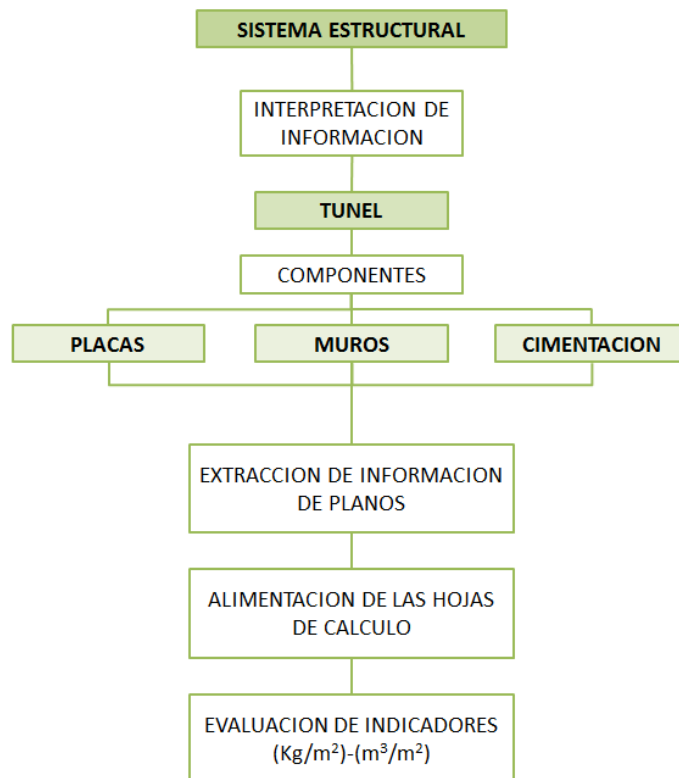 SISTEMA ESTRUCTURAL
INTERPRETACION DE
INFORMACION
TUNEL
COMPONENTES
PLACAS
MUROS
CIMENTACION
EXTRACCION DE INFORMACION
DE PLANOS
ALIMENTACION DE LAS HOJAS
DE CALCULO
EVALUACION DE INDICADORES
(Kg/m²)-(m³/m²)